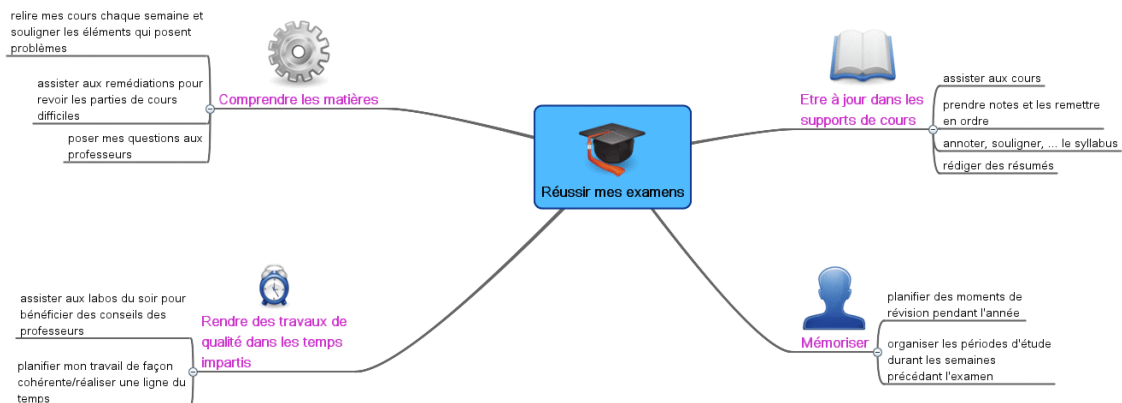 relire mes cours chaque semaine et
souligner les éléments qui posent
problèmes
assister aux remédiations pour
revoir les parties de cours
difficiles
poser mes questions aux
professeurs
Comprendre les matières
Réussir mes examens
Etre à jour dans les
supports de cours
assister aux cours
prendre notes et les remettre
en ordre
annoter, souligner, ... le syllabus
rédiger des résumés
assister aux labos du soir pour
bénéficier des conseils des
professeurs
planifier mon travail de façon
cohérente/réaliser une ligne du
temps
Rendre des travaux de
qualité dans les temps
impartis
Mémoriser
planifier des moments de
révision pendant l'année
organiser les périodes d'étude
durant les semaines
précédant l'examen